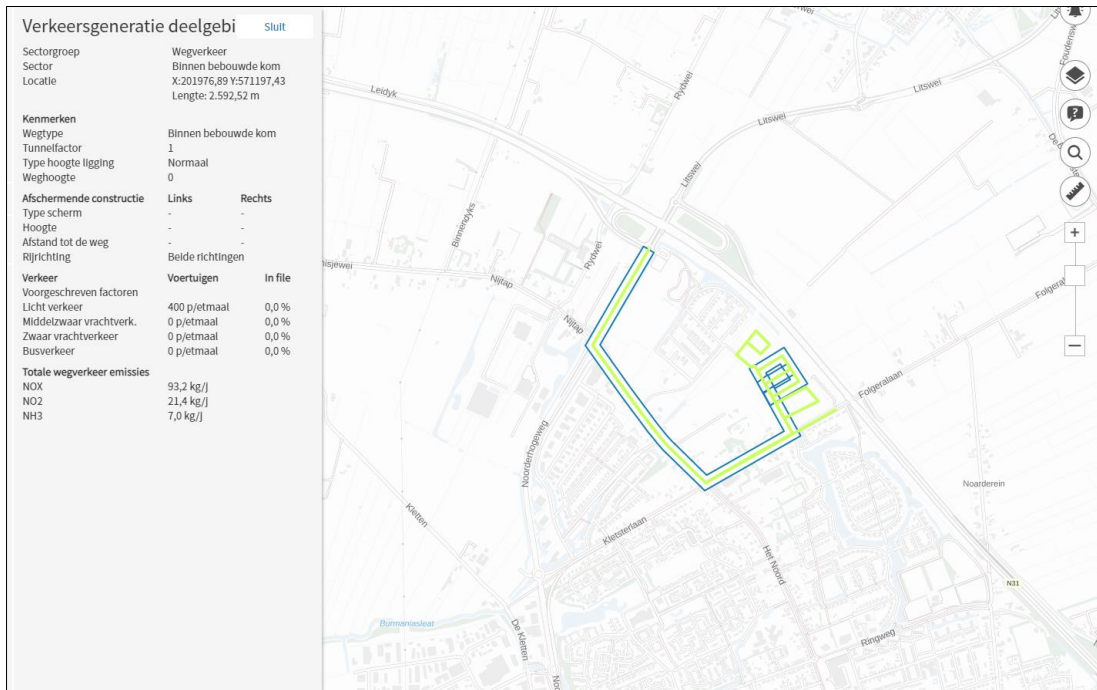 Verkeersgeneratie deelgebi Sluit
Sectorgroep Wegverkeer
Sector Binnen bebouwde kom
Locatie X:201976,89 Y:571197,43
Lengte: 2.592,52 m
Kenmerken
Wegtype Binnen bebouwde kom
Tunnelfactor 1
Type hoogte ligging Normaal
Weghoogte 0
Afschermende constructie Links Rechts
Type scherm - -
Hoogte - -
Afstand tot de weg - -
Rijrichting Beide richtingen
Verkeer Voertuigen In file
Voorgeschreven factoren
Licht verkeer 400 p/etmaal 0,0 %
Middelzwaar vrachtverk. 0 p/etmaal 0,0 %
Zwaar vrachtverkeer 0 p/etmaal 0,0 %
Busverkeer 0 p/etmaal 0,0 %
Totale wegverkeer emissies
NOX 93,2 kg/j
NO2 21,4 kg/j
NH3 7,0 kg/j
Leidyk
Rydwei
Litswei
Litswei
Litswei
Binnendyks
Rydwei
nisjewei
Nijtap
Nijtap
Noorderhogeweg
Kletten
Kletsterlaan
Het Noord
Folgeralaan
Folgera
Noarderein
N31
Ringweg
Burmaniasleat
De Kletten
Foudensw
+
−